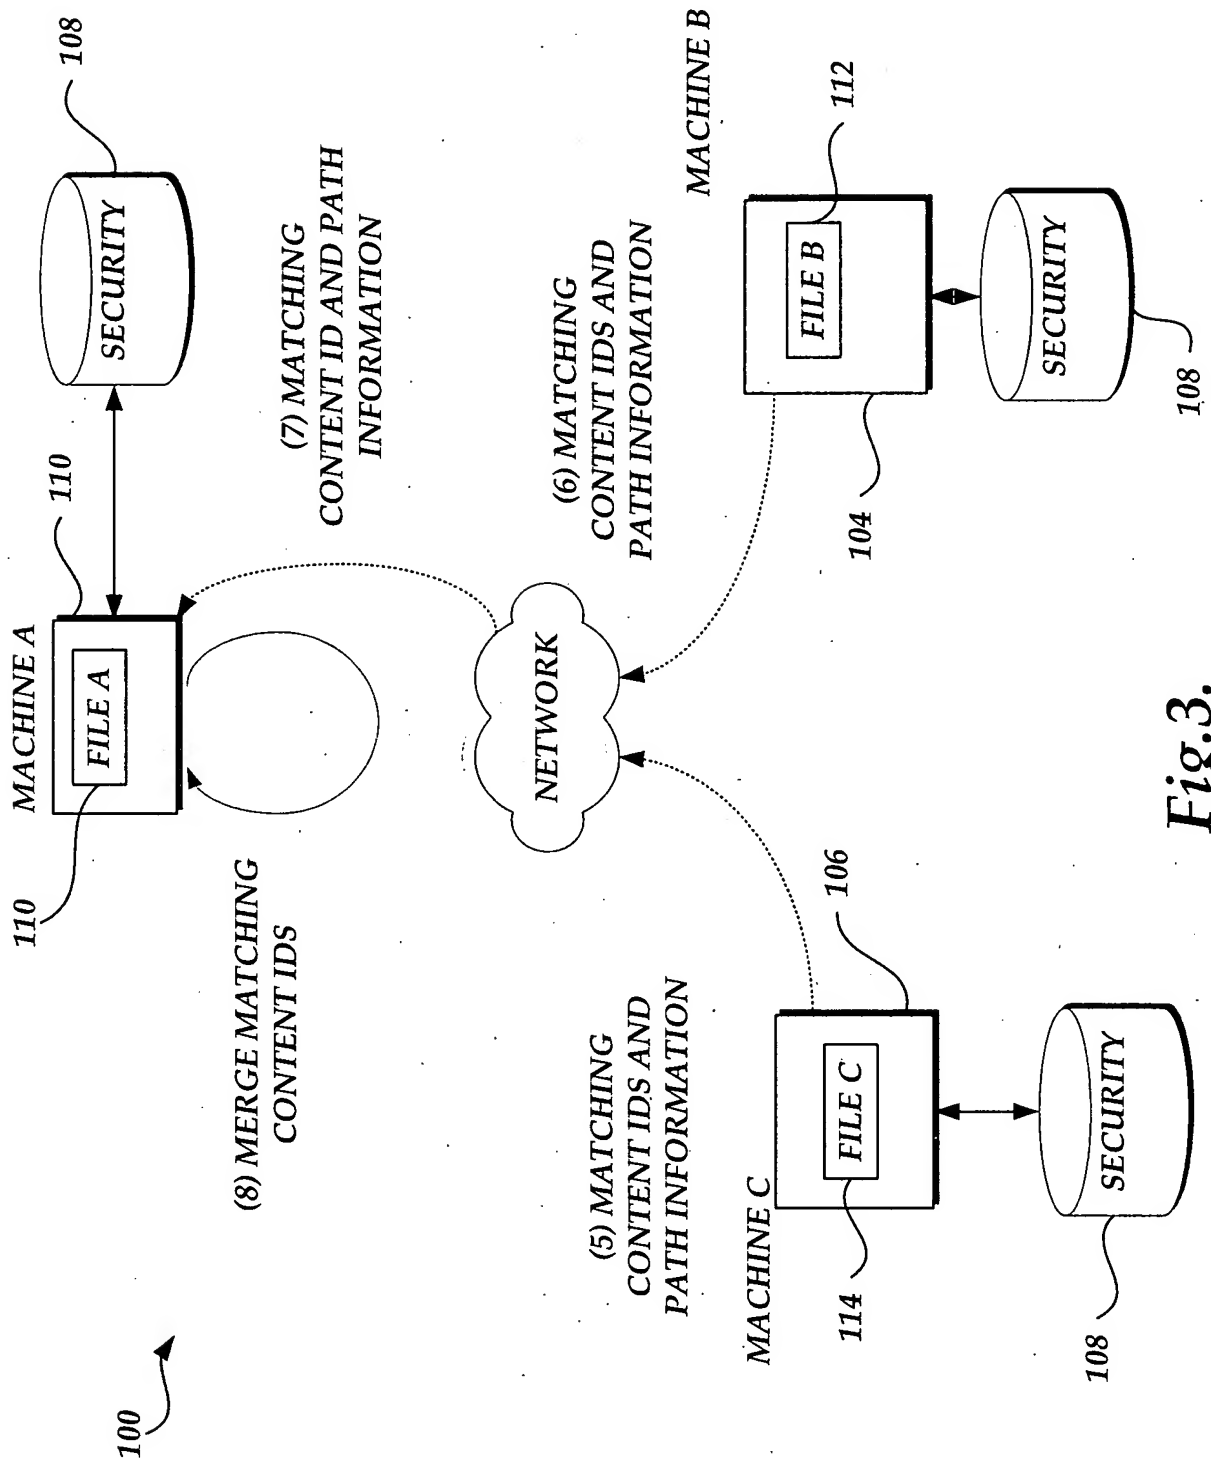 100
110
MACHINE A
FILE A
110
SECURITY
108
(8) MERGE MATCHING
CONTENT IDS
(7) MATCHING
CONTENT ID AND PATH
INFORMATION
NETWORK
(5) MATCHING
CONTENT IDS AND
PATH INFORMATION
(6) MATCHING
CONTENT IDS AND
PATH INFORMATION
MACHINE C
FILE C
114
106
SECURITY
108
MACHINE B
FILE B
112
104
SECURITY
108
Fig.3.